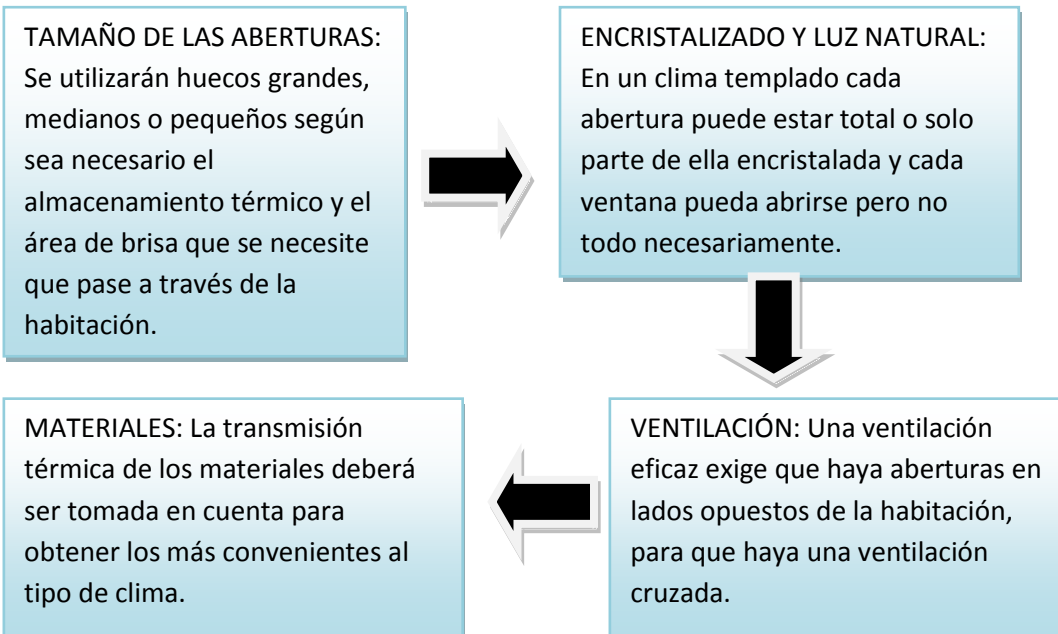 TAMAÑO DE LAS ABERTURAS:
Se utilizarán huecos grandes,
medianos o pequeños según
sea necesario el
almacenamiento térmico y el
área de brisa que se necesite
que pase a través de la
habitación.
ENCRISTALIZADO Y LUZ NATURAL:
En un clima templado cada
abertura puede estar total o solo
parte de ella encristalada y cada
ventana pueda abrirse pero no
todo necesariamente.
VENTILACIÓN: Una ventilación
eficaz exige que haya aberturas en
lados opuestos de la habitación,
para que haya una ventilación
cruzada.
MATERIALES: La transmisión
térmica de los materiales deberá
ser tomada en cuenta para
obtener los más convenientes al
tipo de clima.